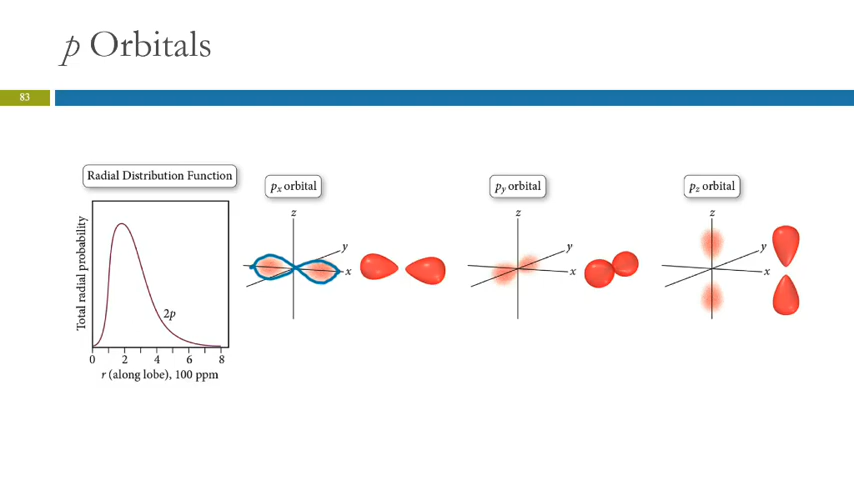 p Orbitals
83
Radial Distribution Function
Total radial probability
2p
0 2 4 6 8
r (along lobe), 100 ppm
px orbital
z
y
x
py orbital
z
y
x
pz orbital
z
y
x